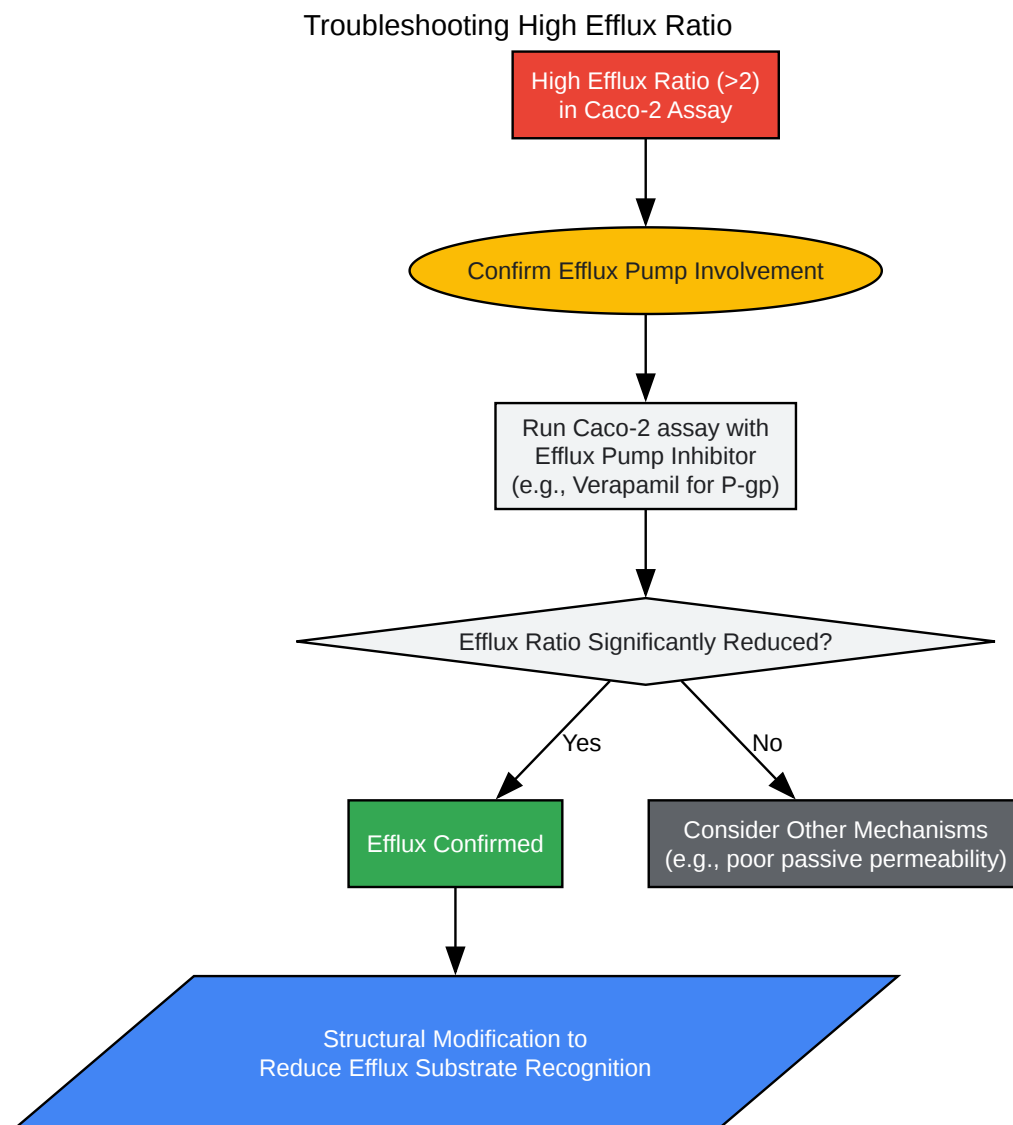 Troubleshooting High Efflux Ratio
High Efflux Ratio (>2)
in Caco-2 Assay
Confirm Efflux Pump Involvement
Run Caco-2 assay with
Efflux Pump Inhibitor
(e.g., Verapamil for P-gp)
Efflux Ratio Significantly Reduced?
Yes
No
Efflux Confirmed
Consider Other Mechanisms
(e.g., poor passive permeability)
Structural Modification to
Reduce Efflux Substrate Recognition